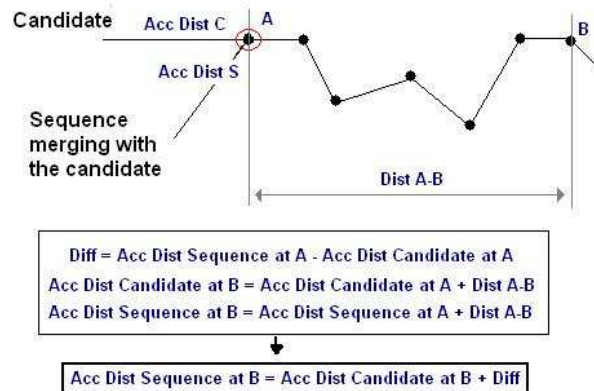 Candidate
Acc Dist C
A
B
Acc Dist S
Sequence
merging with
the candidate
Dist A-B
Diff = Acc Dist Sequence at A - Acc Dist Candidate at A
Acc Dist Candidate at B = Acc Dist Candidate at A + Dist A-B
Acc Dist Sequence at B = Acc Dist Sequence at A + Dist A-B
Acc Dist Sequence at B = Acc Dist Candidate at B + Diff